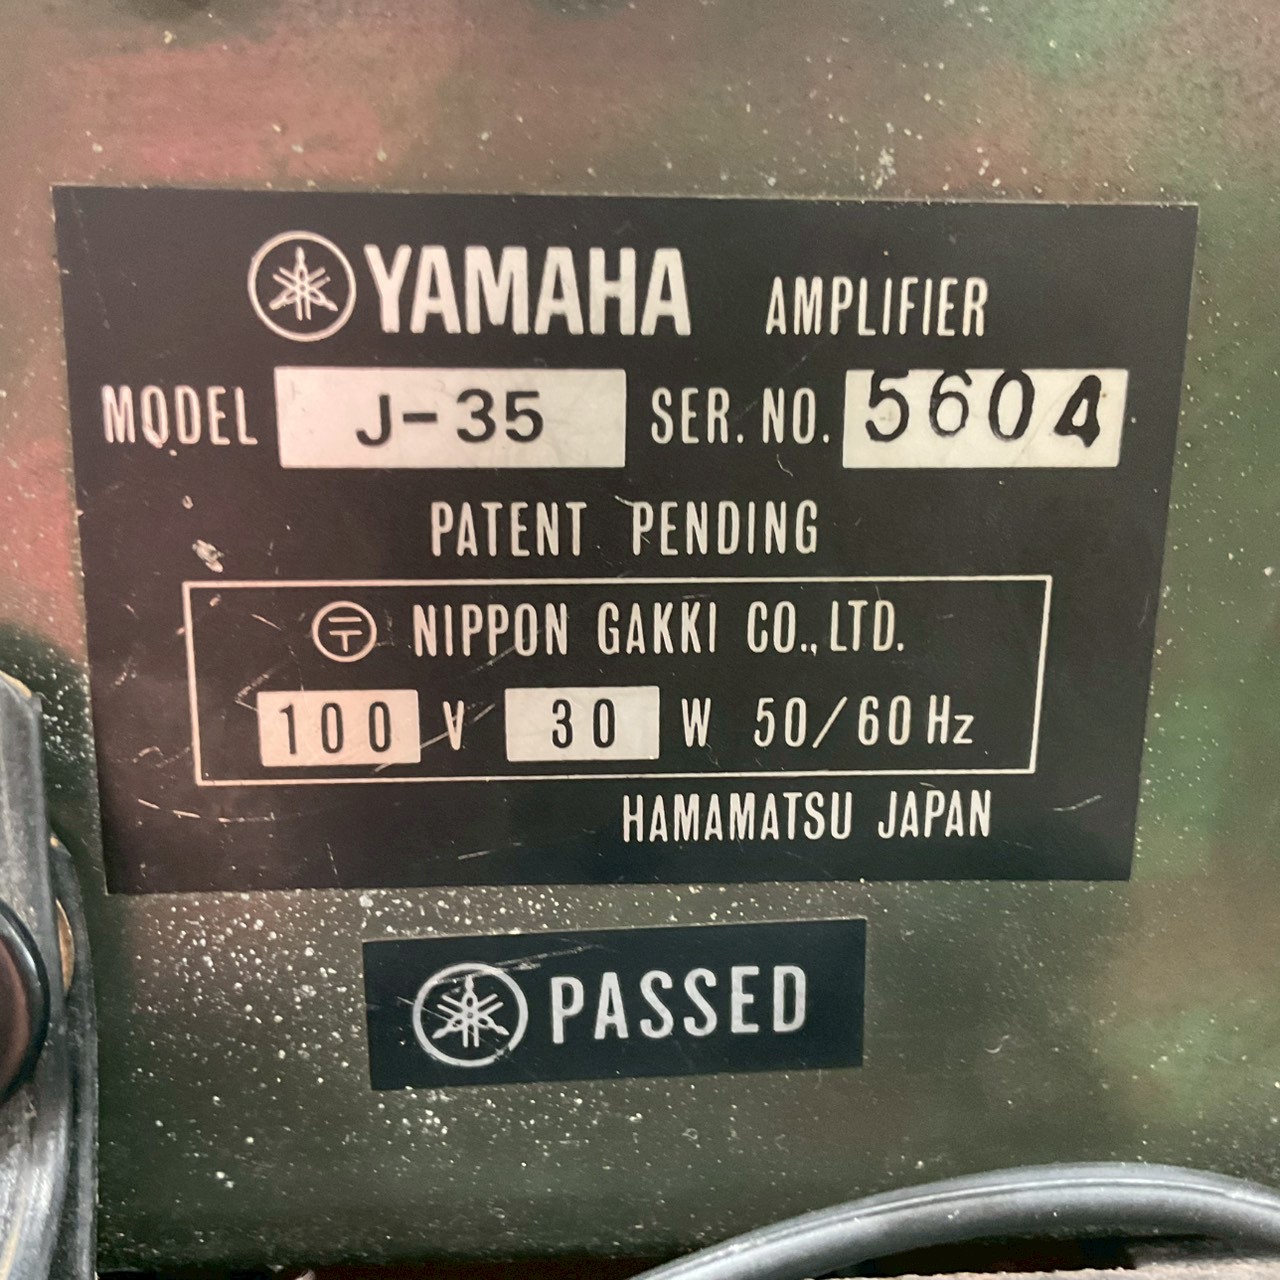 YAMAHA AMPLIFIER
MODEL J-35 SER. NO. 5604
PATENT PENDING
〶 NIPPON GAKKI CO., LTD.
100 V 30 W 50/60 Hz
HAMAMATSU JAPAN
PASSED